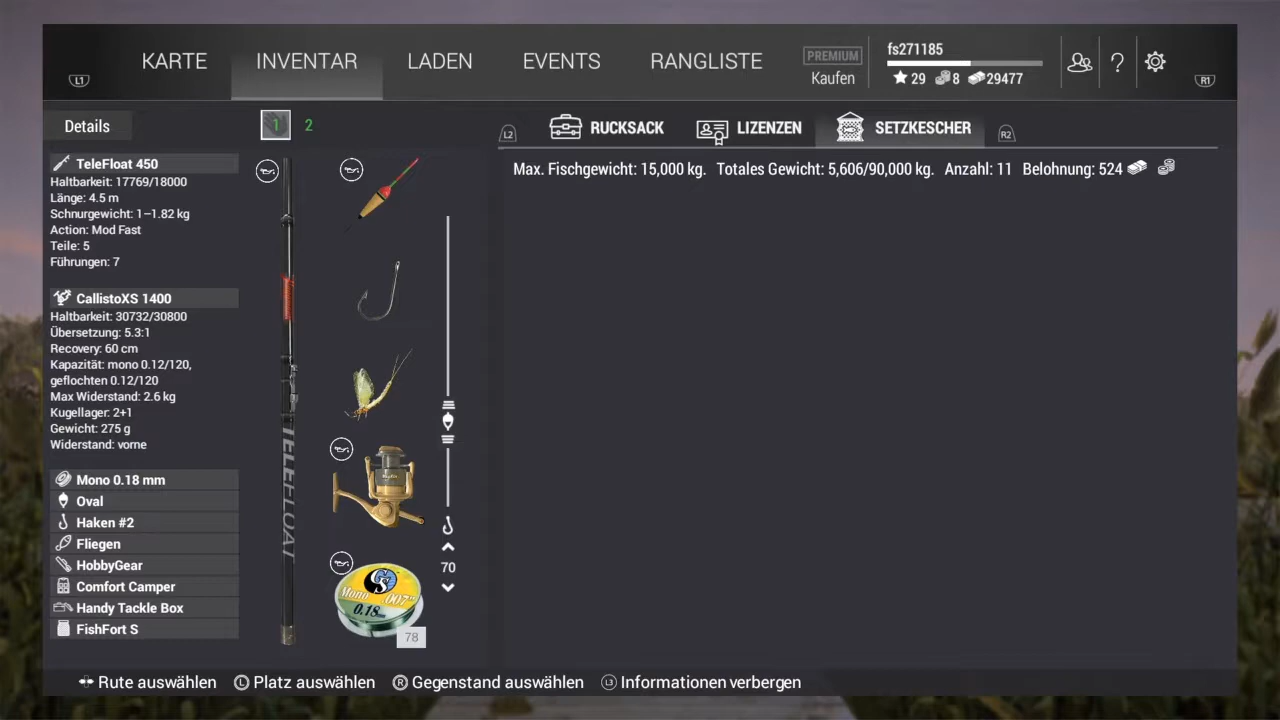 KARTE
INVENTAR
LADEN
EVENTS
RANGLISTE
PREMIUM
Kaufen
fs271185
29 8 29477
L1
R1
Details
1 2
L2
RUCKSACK
LIZENZEN
SETZKESCHER
R2
Max. Fischgewicht: 15,000 kg. Totales Gewicht: 5,606/90,000 kg. Anzahl: 11 Belohnung: 524
TeleFloat 450
Haltbarkeit: 17769/18000
Länge: 4.5 m
Schnurgewicht: 1–1.82 kg
Action: Mod Fast
Teile: 5
Führungen: 7
CallistoXS 1400
Haltbarkeit: 30732/30800
Übersetzung: 5.3:1
Recovery: 60 cm
Kapazität: mono 0.12/120,
geflochten 0.12/120
Max Widerstand: 2.6 kg
Kugellager: 2+1
Gewicht: 275 g
Widerstand: vorne
Mono 0.18 mm
Oval
Haken #2
Fliegen
HobbyGear
Comfort Camper
Handy Tackle Box
FishFort S
TELEFLOAT
Mono .007"
0.18mm
78
70
Rute auswählen
L Platz auswählen
R Gegenstand auswählen
L3 Informationen verbergen